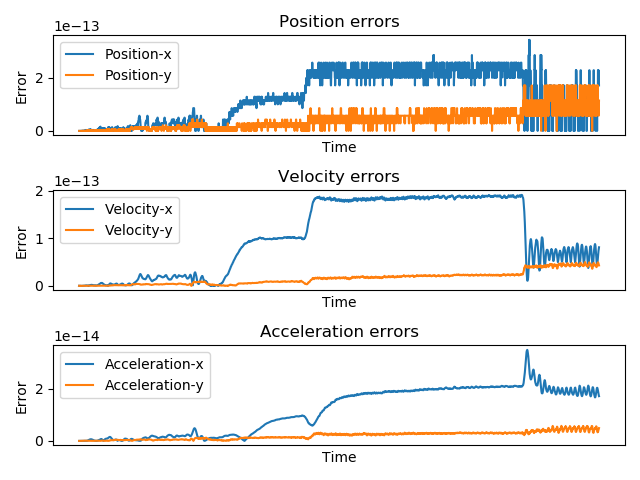 Position errors
1e−13
Position-x
Position-y
Error
2
0
Time
Velocity errors
1e−13
2
Velocity-x
Velocity-y
Error
1
0
Time
Acceleration errors
1e−14
Acceleration-x
Acceleration-y
Error
2
0
Time